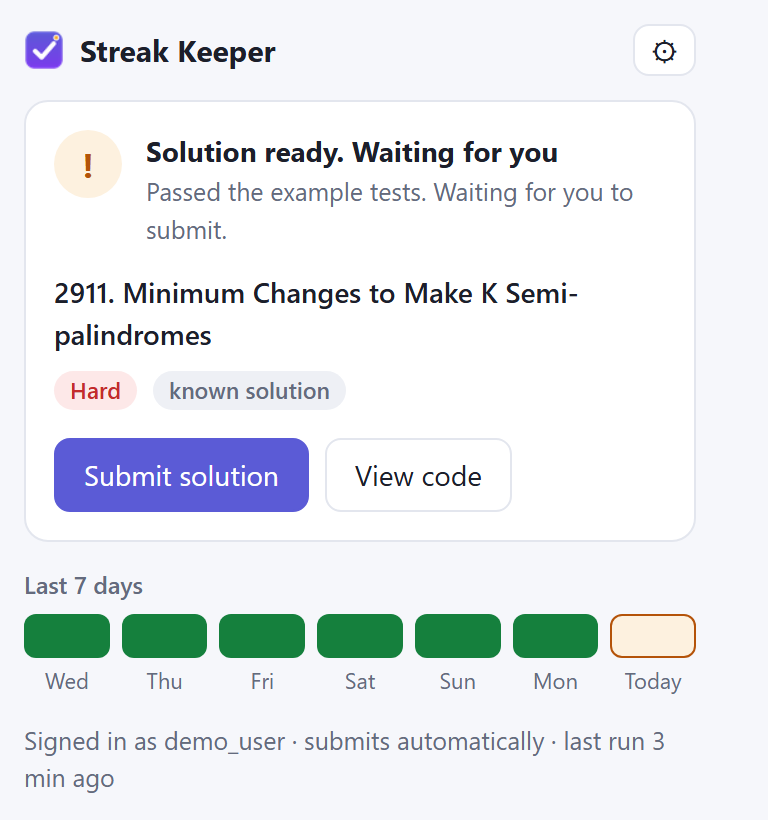 Streak Keeper
!
Solution ready. Waiting for you
Passed the example tests. Waiting for you to
submit.
2911. Minimum Changes to Make K Semi-
palindromes
Hard known solution
Submit solution View code
Last 7 days
Wed Thu Fri Sat Sun Mon Today
Signed in as demo_user · submits automatically · last run 3
min ago